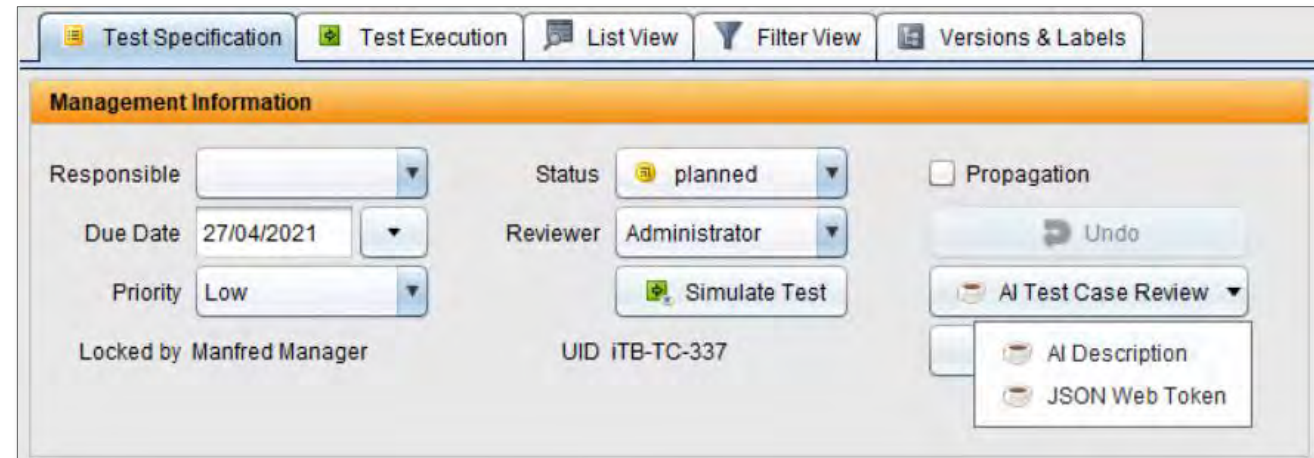 Test Specification Test Execution List View Filter View Versions & Labels
Management Information
Responsible Status planned Propagation
Due Date 27/04/2021 Reviewer Administrator Undo
Priority Low Simulate Test AI Test Case Review
Locked by Manfred Manager UID iTB-TC-337 AI Description
JSON Web Token